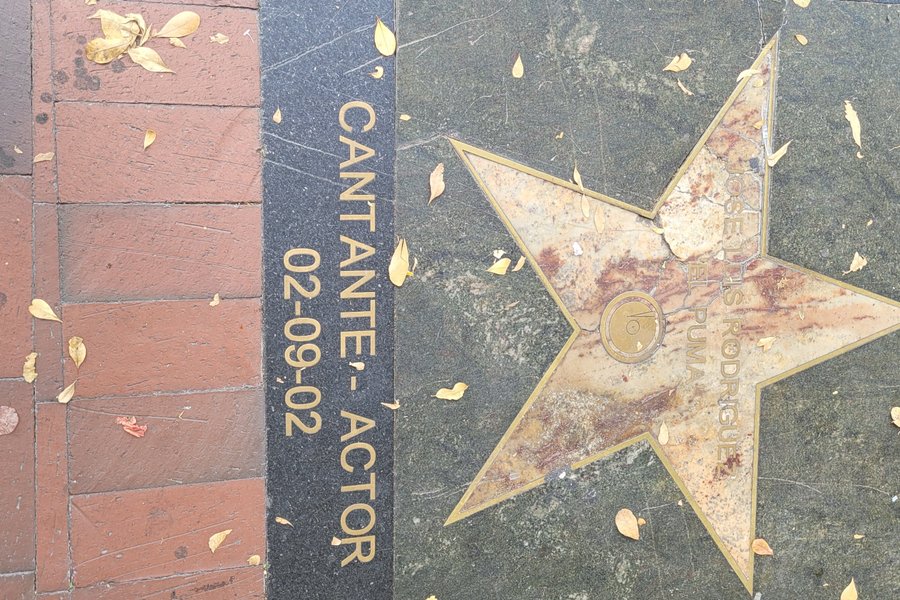 JOSE LUIS RODRIGUE
EL PUMA
CANTANTE - ACTOR
02-09-02